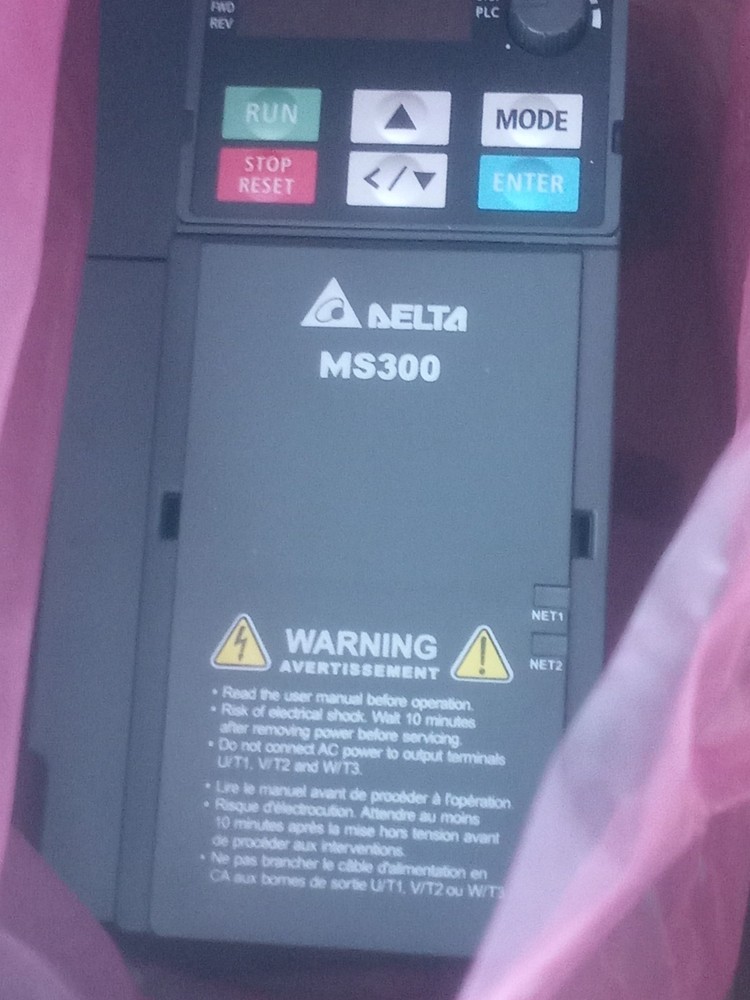 FWD
REV
PLC
RUN
▲
MODE
STOP
RESET
</▼
ENTER
DELTA
MS300
NET1
NET2
WARNING
AVERTISSEMENT
• Read the user manual before operation.
• Risk of electrical shock. Wait 10 minutes
after removing power before servicing.
• Do not connect AC power to output terminals
U/T1, V/T2 and W/T3.
• Lire le manuel avant de procéder à l'opération
• Risque d'électrocution. Attendre au moins
10 minutes après la mise hors tension avant
de procéder aux interventions.
• Ne pas brancher le câble d'alimentation en
CA aux bornes de sortie U/T1, V/T2 ou W/T3